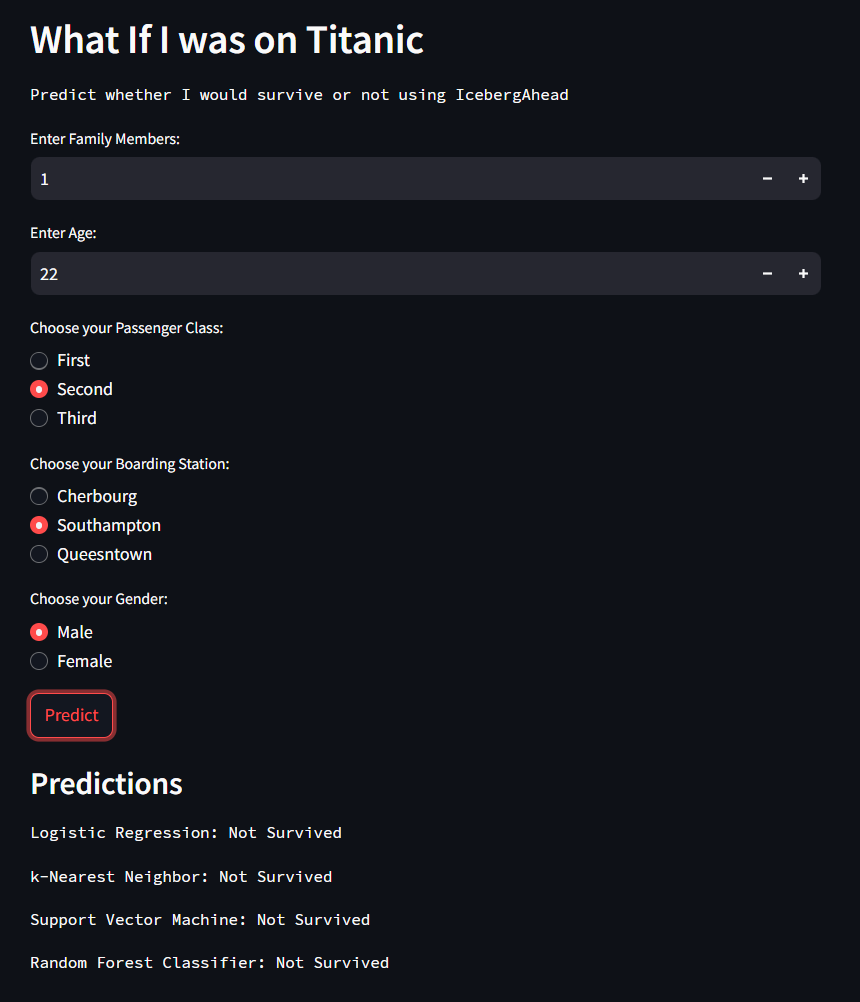 What If I was on Titanic
Predict whether I would survive or not using IcebergAhead
Enter Family Members:
1 − +
Enter Age:
22 − +
Choose your Passenger Class:
First
Second
Third
Choose your Boarding Station:
Cherbourg
Southampton
Queesntown
Choose your Gender:
Male
Female
Predict
Predictions
Logistic Regression: Not Survived
k-Nearest Neighbor: Not Survived
Support Vector Machine: Not Survived
Random Forest Classifier: Not Survived